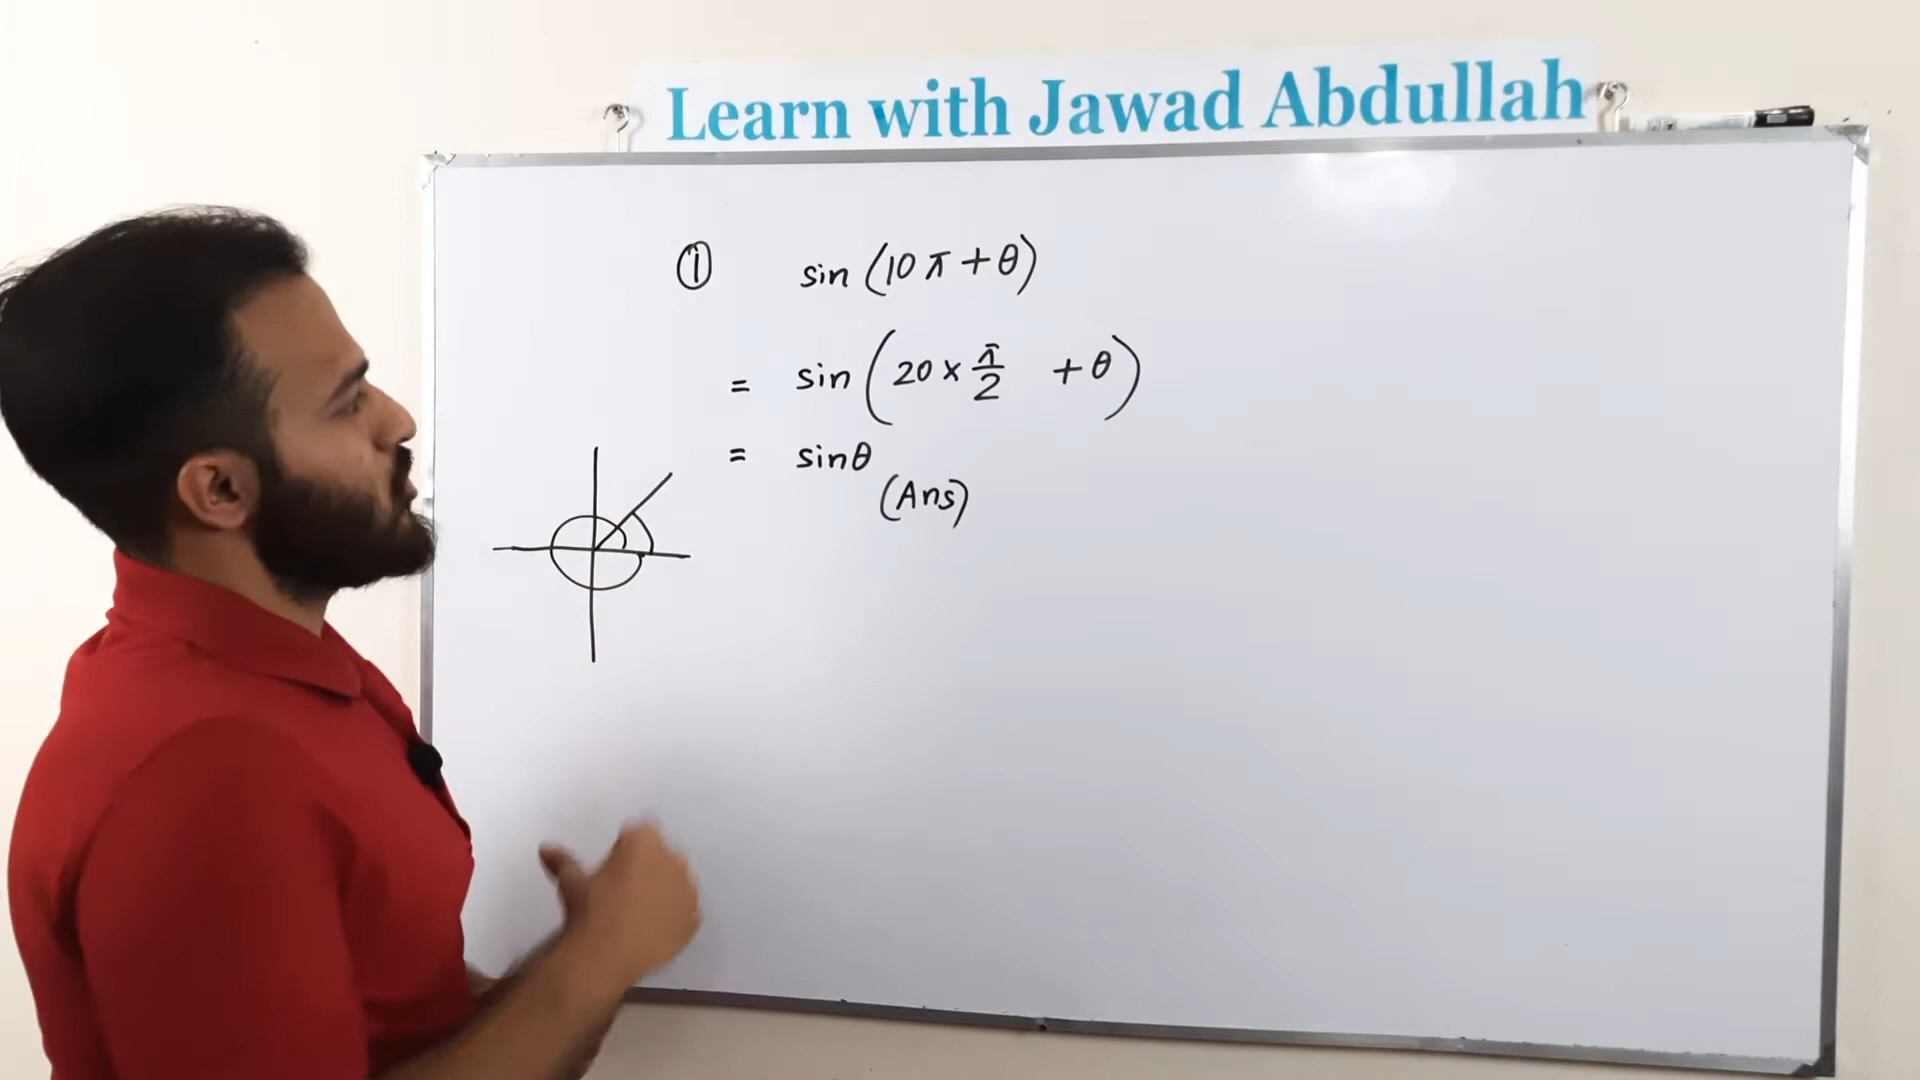 Learn with Jawad Abdullah
① sin (10π + θ)
= sin (20 × π/2 + θ)
= sinθ
(Ans)